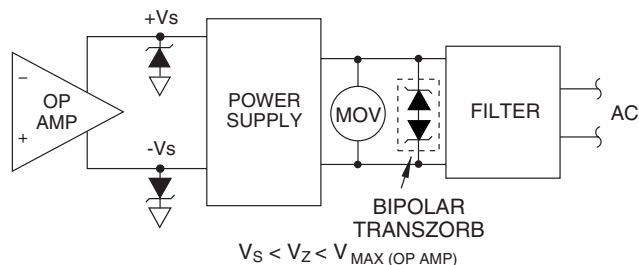 +Vs
−
OP
AMP
+
-Vs
POWER
SUPPLY
MOV
FILTER
AC
BIPOLAR
TRANSZORB
VS < VZ < VMAX (OP AMP)